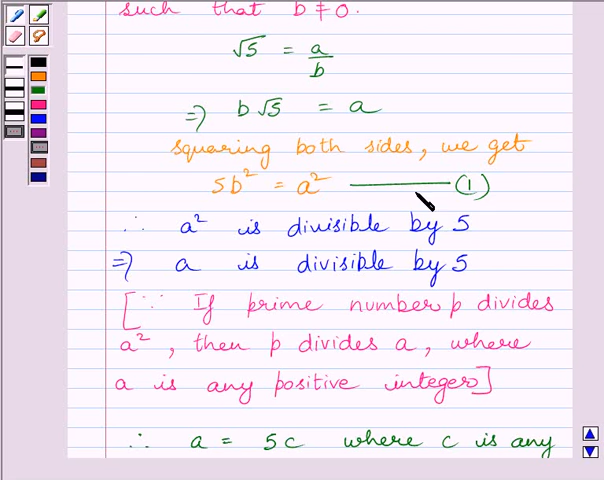 such that b ≠ 0.
√5 = a/b
⇒ b√5 = a
squaring both sides, we get
5b² = a² ——— (1)
∴ a² is divisible by 5
⇒ a is divisible by 5
[∵ If prime number p divides
a², then p divides a, where
a is any positive integer]
∴ a = 5c where c is any